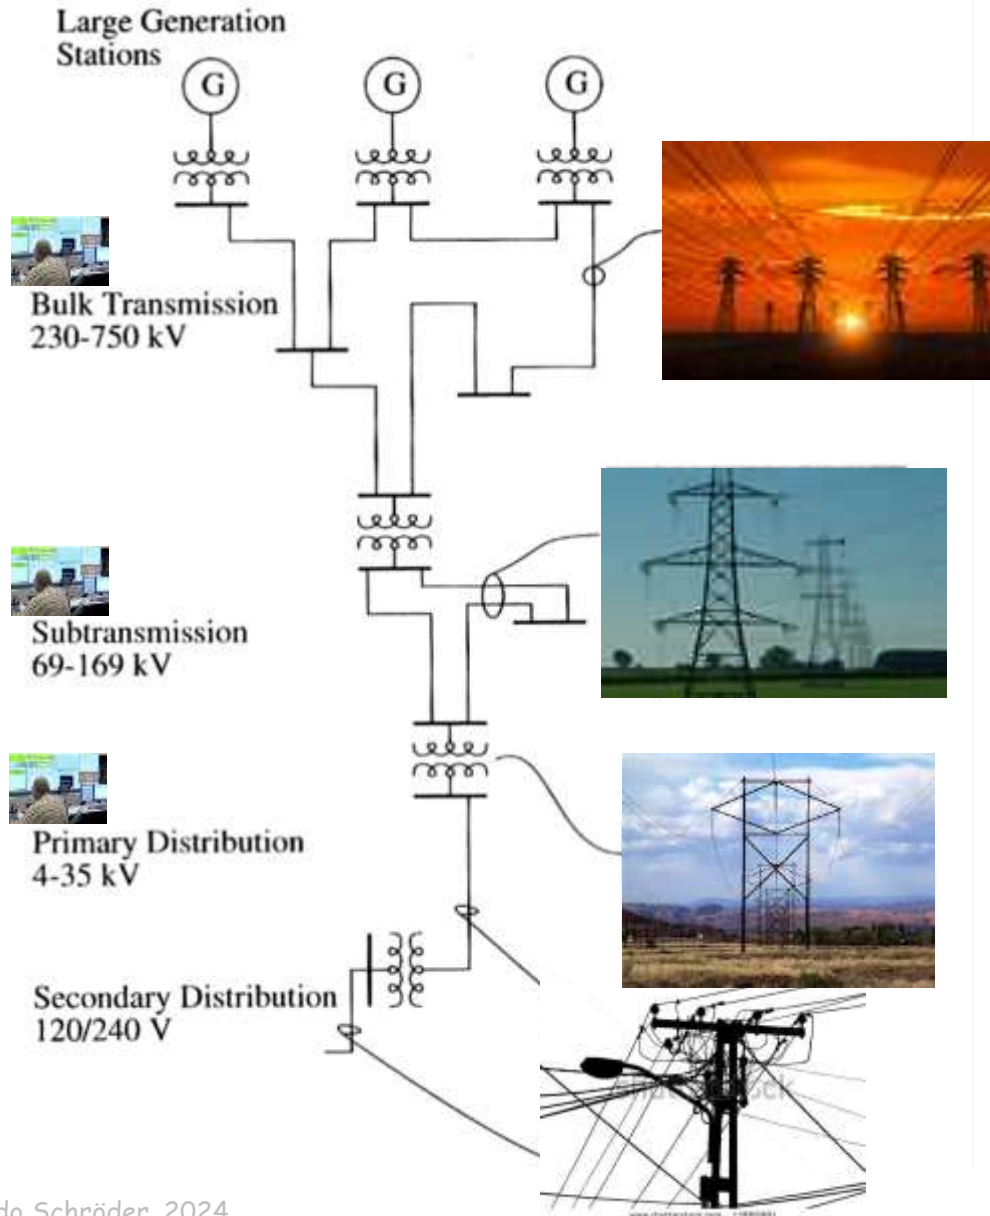 Large Generation
Stations
G
G
G
Bulk Transmission
230-750 kV
Subtransmission
69-169 kV
Primary Distribution
4-35 kV
Secondary Distribution
120/240 V
Schröder, 2024